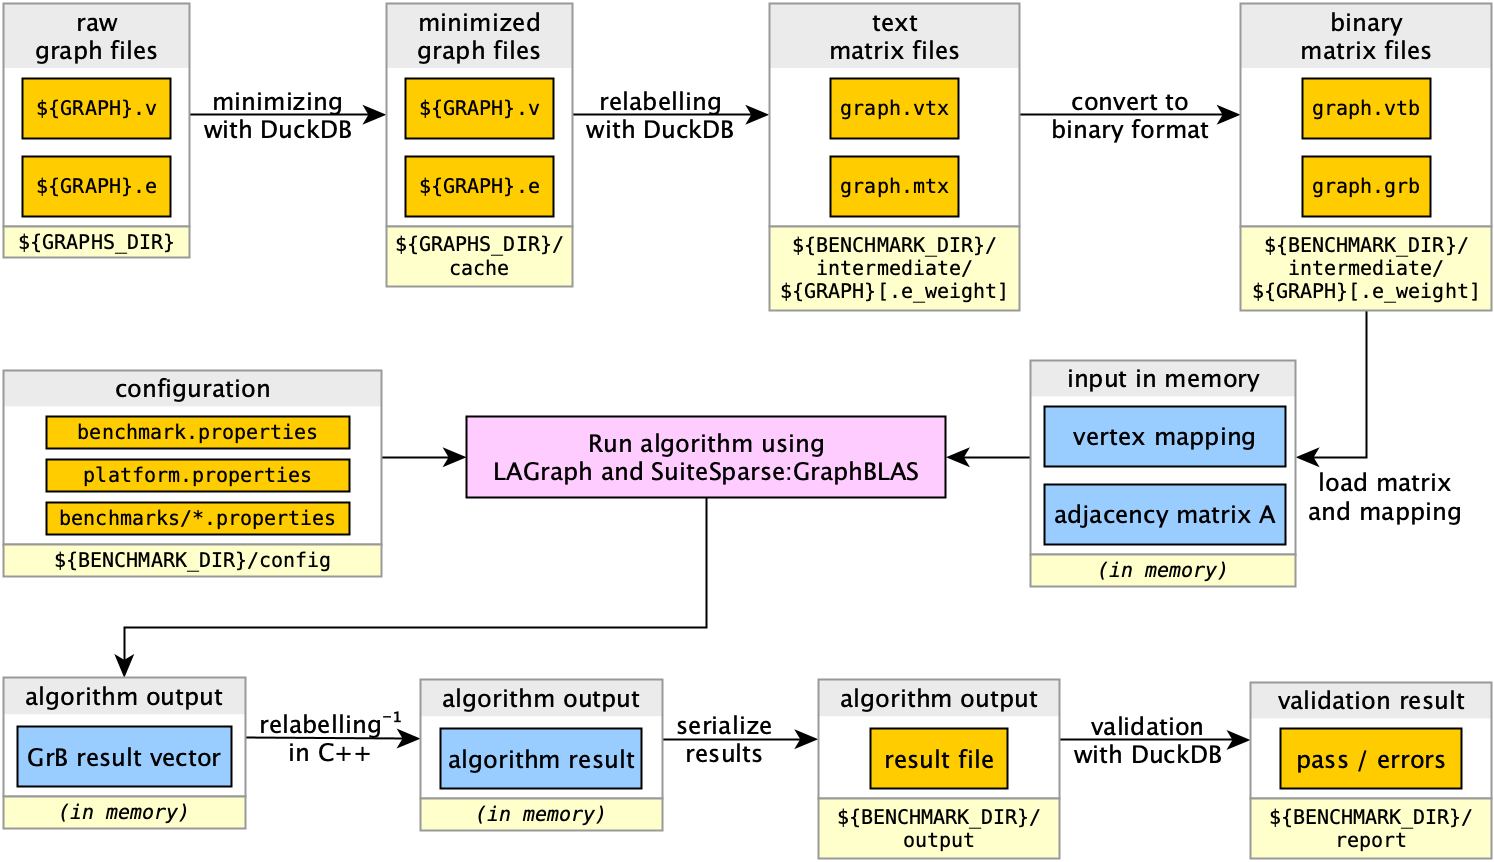 raw
graph files
${GRAPH}.v
${GRAPH}.e
${GRAPHS_DIR}
minimizing
with DuckDB
minimized
graph files
${GRAPH}.v
${GRAPH}.e
${GRAPHS_DIR}/
cache
relabelling
with DuckDB
text
matrix files
graph.vtx
graph.mtx
${BENCHMARK_DIR}/
intermediate/
${GRAPH}[.e_weight]
convert to
binary format
binary
matrix files
graph.vtb
graph.grb
${BENCHMARK_DIR}/
intermediate/
${GRAPH}[.e_weight]
configuration
benchmark.properties
platform.properties
benchmarks/*.properties
${BENCHMARK_DIR}/config
Run algorithm using
LAGraph and SuiteSparse:GraphBLAS
input in memory
vertex mapping
adjacency matrix A
(in memory)
load matrix
and mapping
algorithm output
GrB result vector
(in memory)
relabelling⁻¹
in C++
algorithm output
algorithm result
(in memory)
serialize
results
algorithm output
result file
${BENCHMARK_DIR}/
output
validation
with DuckDB
validation result
pass / errors
${BENCHMARK_DIR}/
report